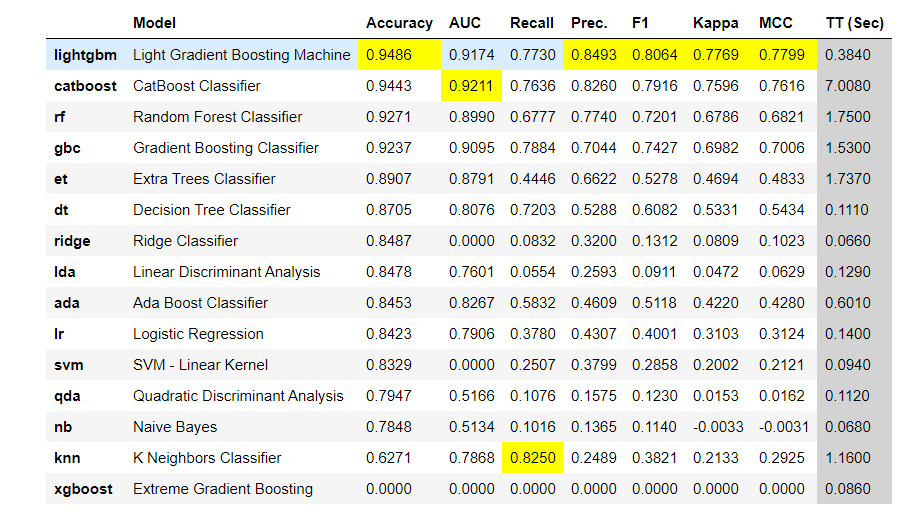 Model Accuracy AUC Recall Prec. F1 Kappa MCC TT (Sec)
lightgbm Light Gradient Boosting Machine 0.9486 0.9174 0.7730 0.8493 0.8064 0.7769 0.7799 0.3840
catboost CatBoost Classifier 0.9443 0.9211 0.7636 0.8260 0.7916 0.7596 0.7616 7.0080
rf Random Forest Classifier 0.9271 0.8990 0.6777 0.7740 0.7201 0.6786 0.6821 1.7500
gbc Gradient Boosting Classifier 0.9237 0.9095 0.7884 0.7044 0.7427 0.6982 0.7006 1.5300
et Extra Trees Classifier 0.8907 0.8791 0.4446 0.6622 0.5278 0.4694 0.4833 1.7370
dt Decision Tree Classifier 0.8705 0.8076 0.7203 0.5288 0.6082 0.5331 0.5434 0.1110
ridge Ridge Classifier 0.8487 0.0000 0.0832 0.3200 0.1312 0.0809 0.1023 0.0660
lda Linear Discriminant Analysis 0.8478 0.7601 0.0554 0.2593 0.0911 0.0472 0.0629 0.1290
ada Ada Boost Classifier 0.8453 0.8267 0.5832 0.4609 0.5118 0.4220 0.4280 0.6010
lr Logistic Regression 0.8423 0.7906 0.3780 0.4307 0.4001 0.3103 0.3124 0.1400
svm SVM - Linear Kernel 0.8329 0.0000 0.2507 0.3799 0.2858 0.2002 0.2121 0.0940
qda Quadratic Discriminant Analysis 0.7947 0.5166 0.1076 0.1575 0.1230 0.0153 0.0162 0.1120
nb Naive Bayes 0.7848 0.5134 0.1016 0.1365 0.1140 -0.0033 -0.0031 0.0680
knn K Neighbors Classifier 0.6271 0.7868 0.8250 0.2489 0.3821 0.2133 0.2925 1.1600
xgboost Extreme Gradient Boosting 0.0000 0.0000 0.0000 0.0000 0.0000 0.0000 0.0000 0.0860